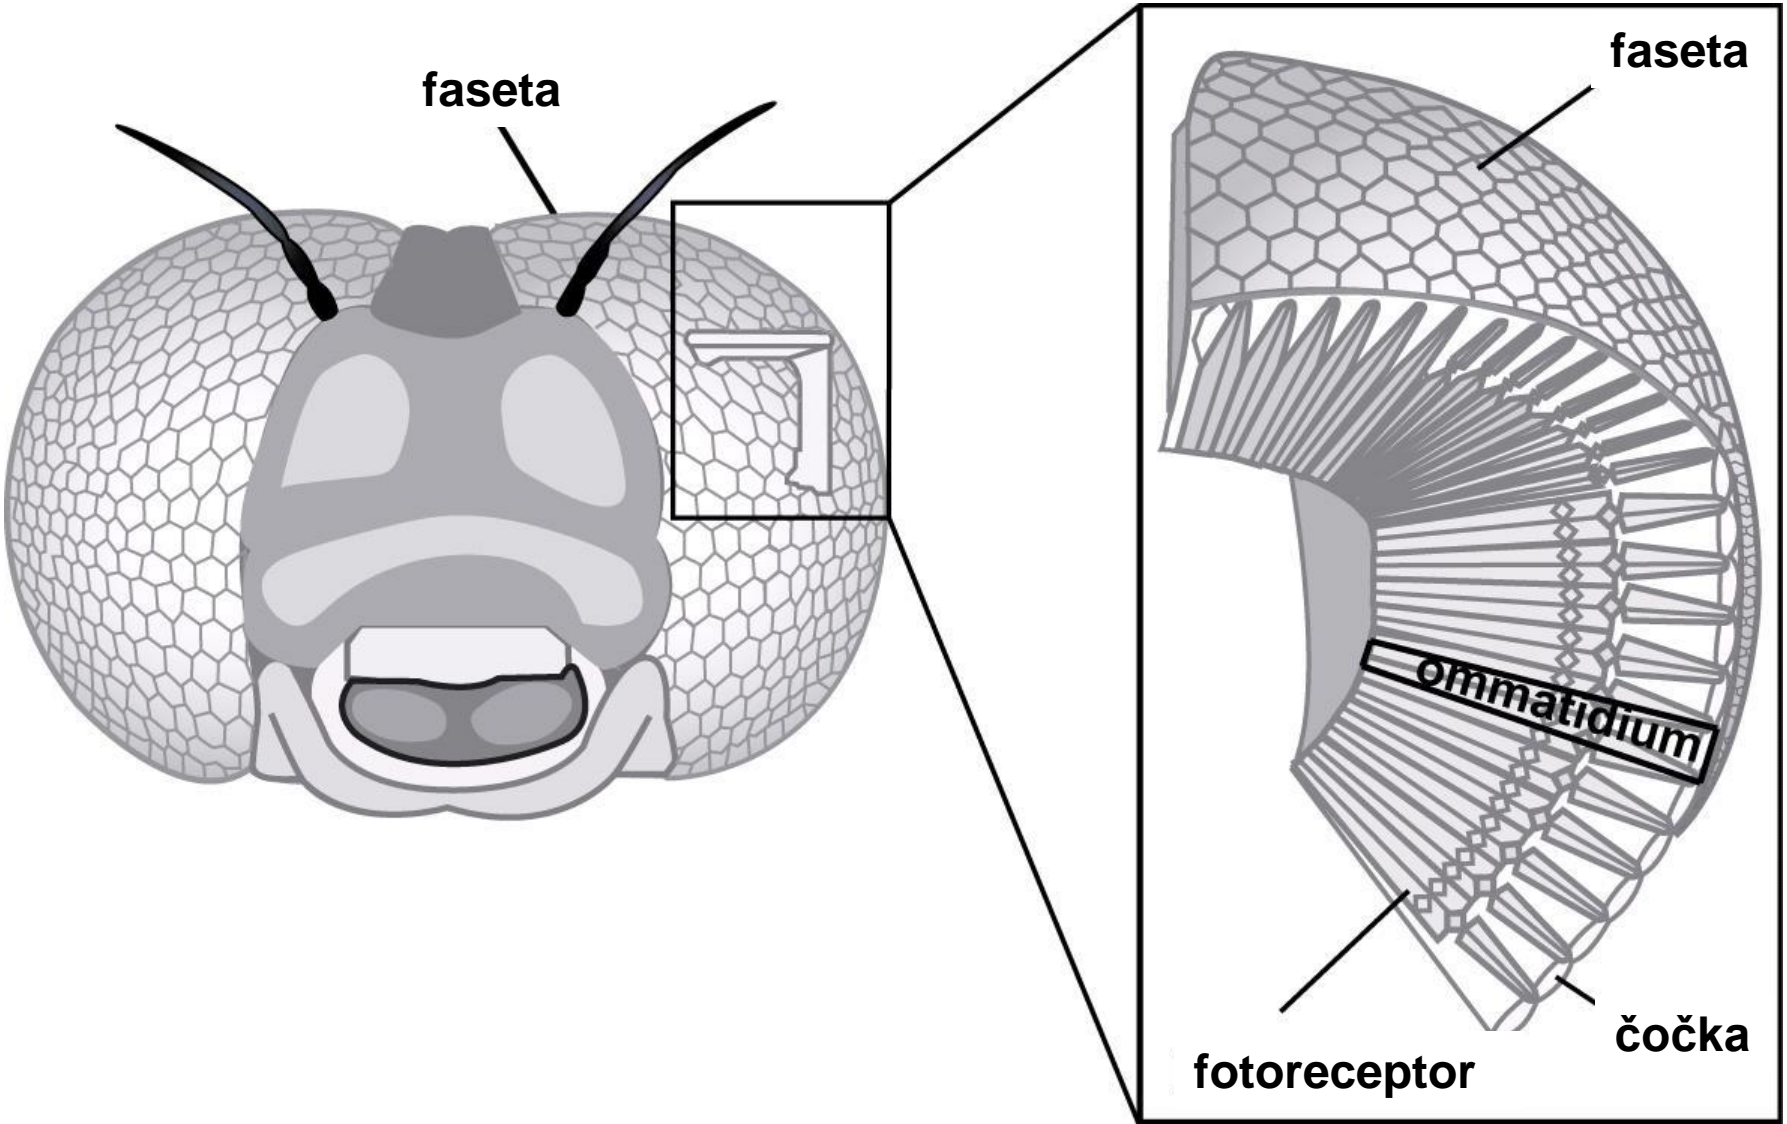 faseta
faseta
ommatidium
fotoreceptor
čočka